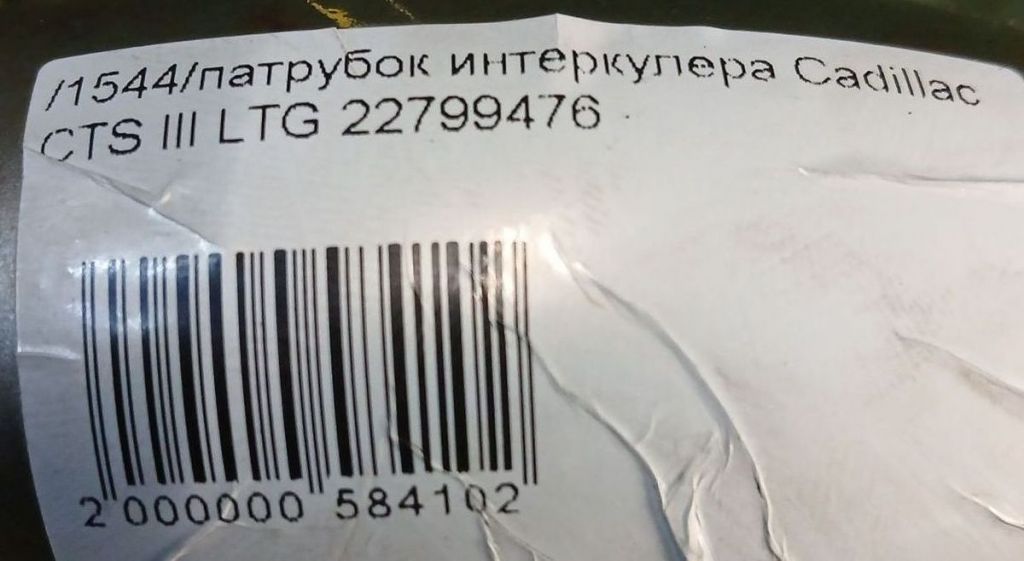 /1544/патрубок интеркулера Cadillac
CTS III LTG 22799476
2 000000 584102